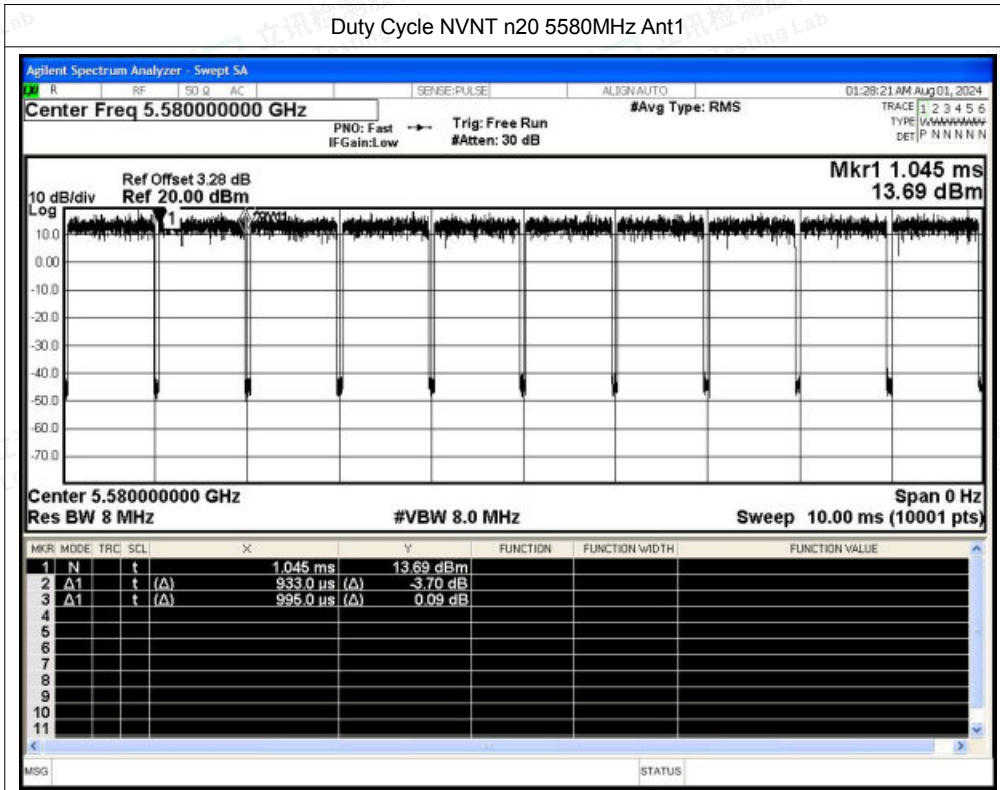 Duty Cycle NVNT n20 5580MHz Ant1
Agilent Spectrum Analyzer - Swept SA
R RF 50 Ω AC SENSE:PULSE ALIGN AUTO 01:28:21 AM Aug 01, 2024
Center Freq 5.580000000 GHz #Avg Type: RMS TRACE 1 2 3 4 5 6
PNO: Fast Trig: Free Run TYPE
IFGain:Low #Atten: 30 dB DET P N N N N N
Mkr1 1.045 ms
Ref Offset 3.28 dB
10 dB/div Ref 20.00 dBm 13.69 dBm
Log
1
10.0
0.00
-10.0
-20.0
-30.0
-40.0
-50.0
-60.0
-70.0
Center 5.580000000 GHz Span 0 Hz
Res BW 8 MHz #VBW 8.0 MHz Sweep 10.00 ms (10001 pts)
MKR MODE TRC SCL X Y FUNCTION FUNCTION WIDTH FUNCTION VALUE
1 N t 1.045 ms 13.69 dBm
2 Δ1 t (Δ) 933.0 µs (Δ) -3.70 dB
3 Δ1 t (Δ) 995.0 µs (Δ) 0.09 dB
4
5
6
7
8
9
10
11
MSG STATUS